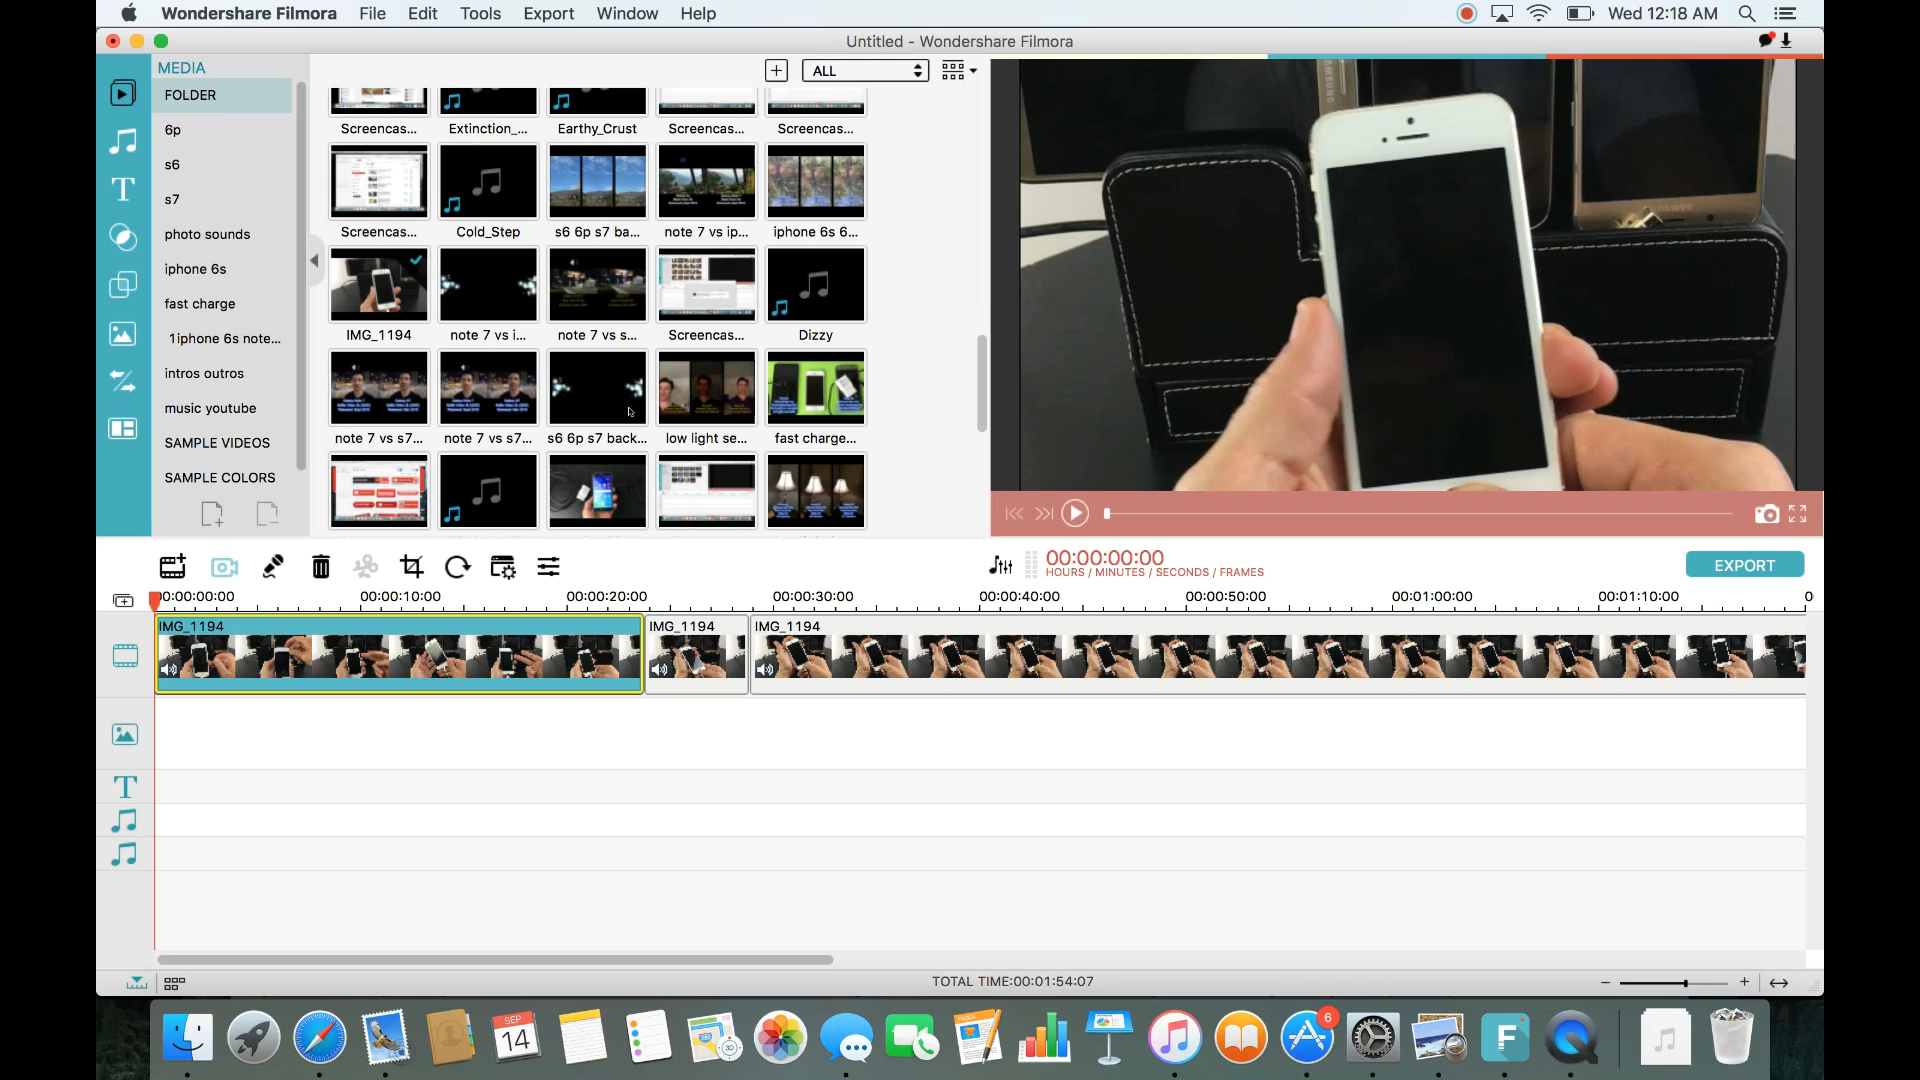 Wondershare Filmora File Edit Tools Export Window Help
Wed 12:18 AM
Untitled - Wondershare Filmora
MEDIA
FOLDER
6p
s6
s7
photo sounds
iphone 6s
fast charge
1iphone 6s note...
intros outros
music youtube
SAMPLE VIDEOS
SAMPLE COLORS
ALL
Screencas... Extinction_... Earthy_Crust Screencas... Screencas...
Screencas... Cold_Step s6 6p s7 ba... note 7 vs ip... iphone 6s 6...
IMG_1194 note 7 vs i... note 7 vs s... Screencas... Dizzy
note 7 vs s7... note 7 vs s7... s6 6p s7 back... low light se... fast charge...
SAMSUNG
SAMSUNG
00:00:00:00
HOURS / MINUTES / SECONDS / FRAMES
EXPORT
00:00:00:00 00:00:10:00 00:00:20:00 00:00:30:00 00:00:40:00 00:00:50:00 00:01:00:00 00:01:10:00 0
IMG_1194 IMG_1194 IMG_1194
TOTAL TIME:00:01:54:07
SEP
14
PAGES
3D
6